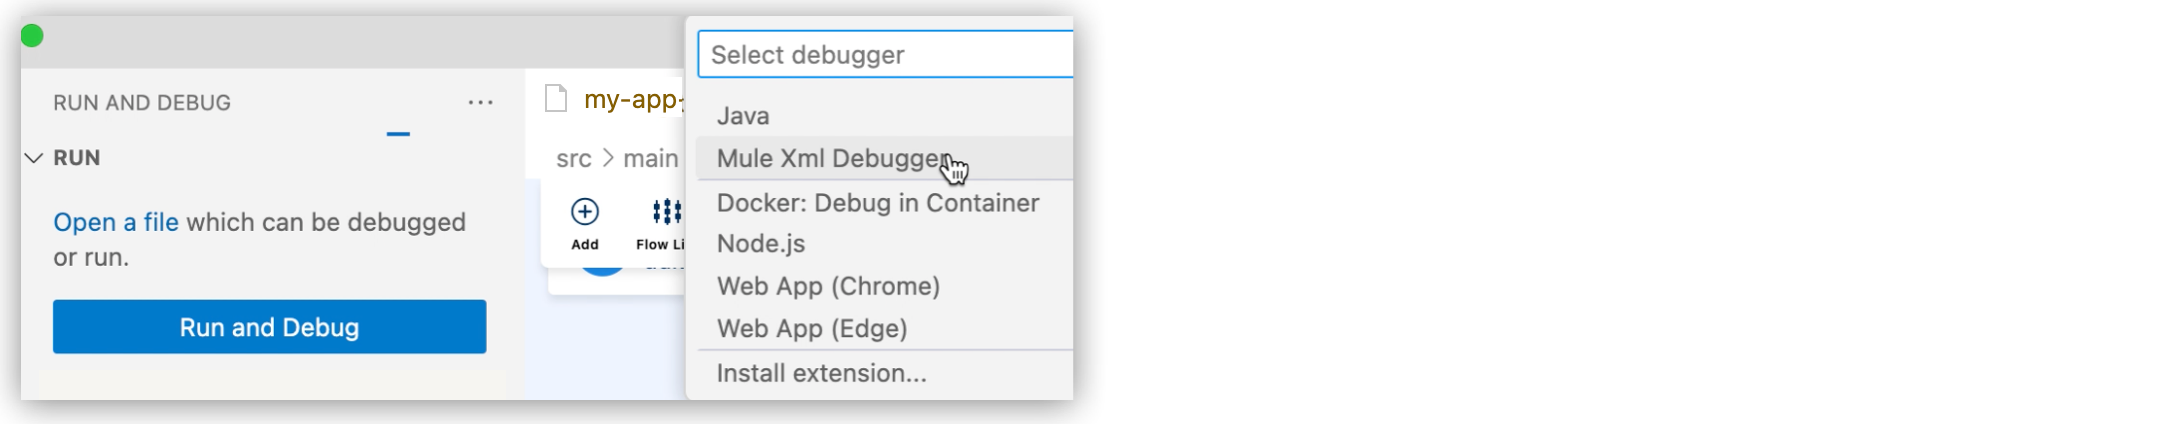 RUN AND DEBUG
RUN
Open a file which can be debugged
or run.
Run and Debug
my-app
src > main
Add
Flow Li
Select debugger
Java
Mule Xml Debugger
Docker: Debug in Container
Node.js
Web App (Chrome)
Web App (Edge)
Install extension...